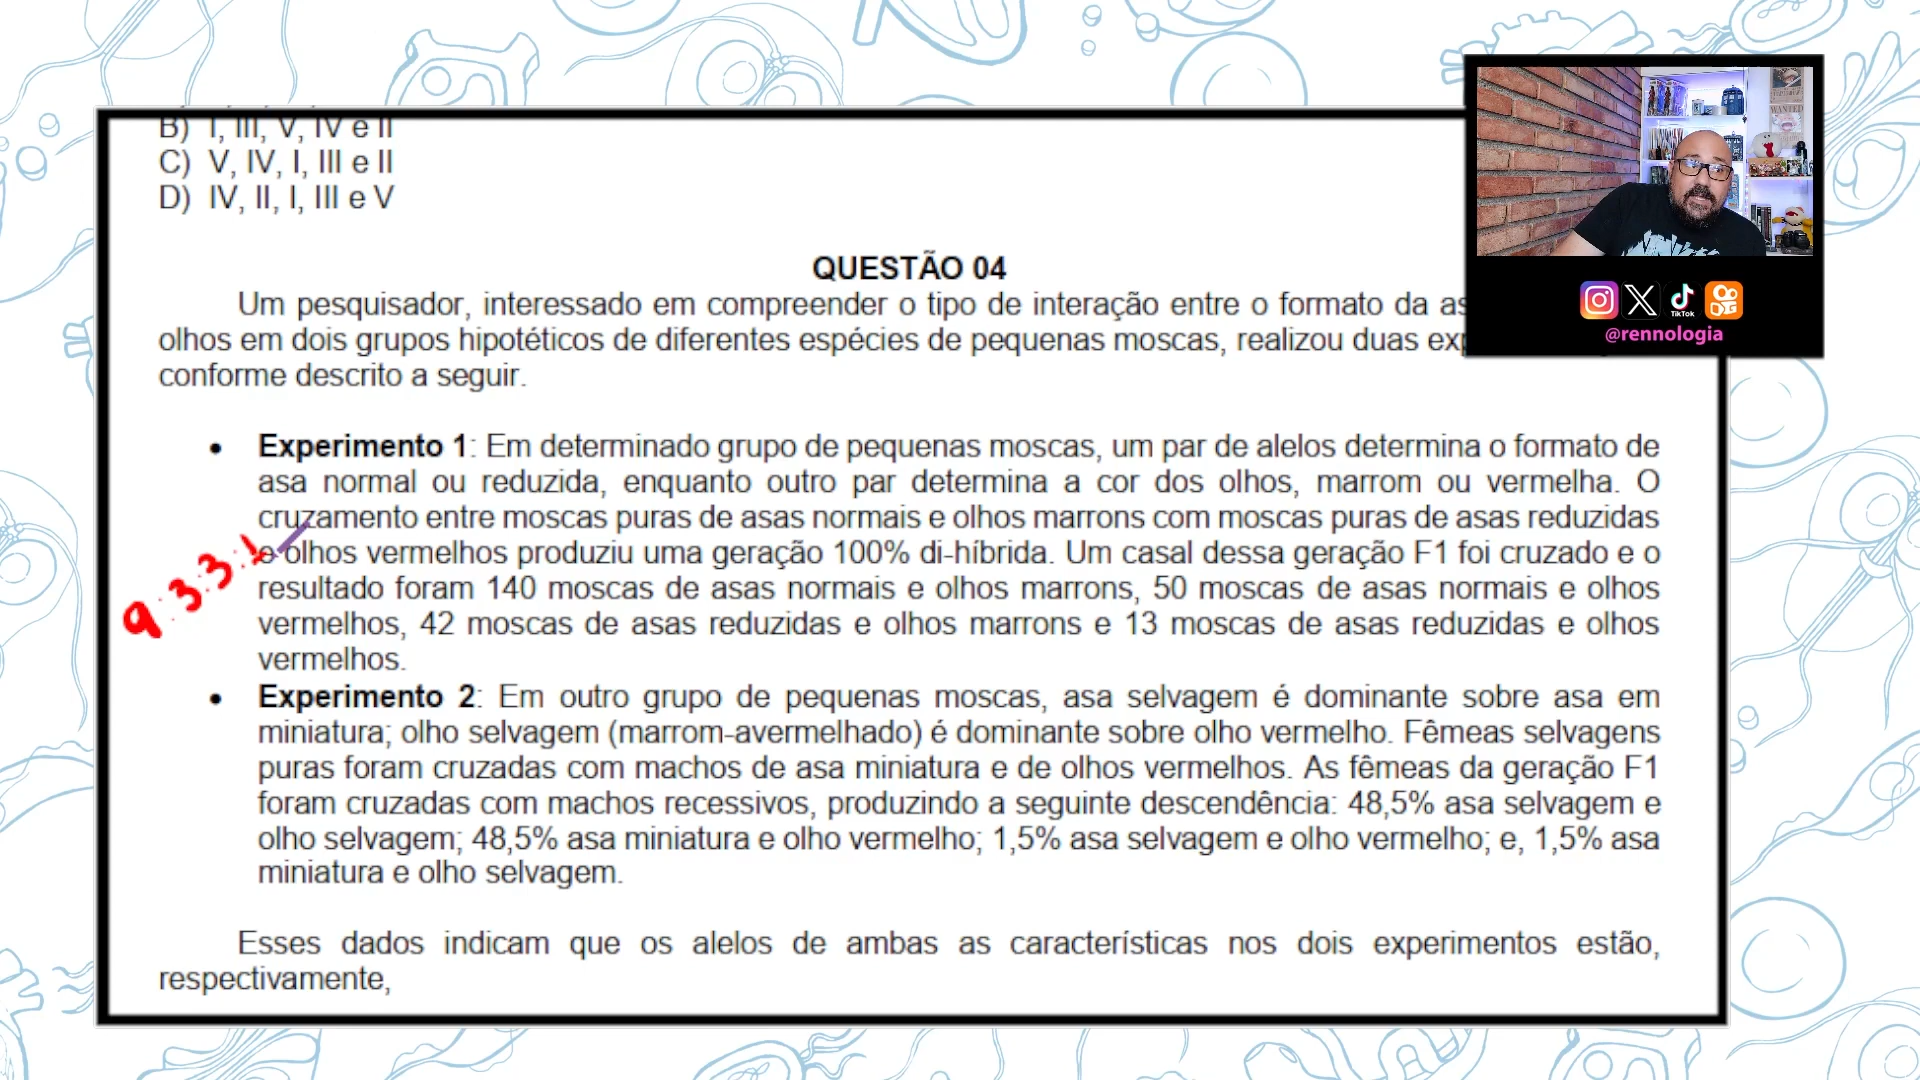 B) I, III, V, IV e II
C) V, IV, I, III e II
D) IV, II, I, III e V
QUESTÃO 04
Um pesquisador, interessado em compreender o tipo de interação entre o formato da
olhos em dois grupos hipotéticos de diferentes espécies de pequenas moscas, realizou duas
conforme descrito a seguir.
TikTok
@rennologia
• Experimento 1: Em determinado grupo de pequenas moscas, um par de alelos determina o formato de
asa normal ou reduzida, enquanto outro par determina a cor dos olhos, marrom ou vermelha. O
cruzamento entre moscas puras de asas normais e olhos marrons com moscas puras de asas reduzidas
e olhos vermelhos produziu uma geração 100% di-híbrida. Um casal dessa geração F1 foi cruzado e o
resultado foram 140 moscas de asas normais e olhos marrons, 50 moscas de asas normais e olhos
vermelhos, 42 moscas de asas reduzidas e olhos marrons e 13 moscas de asas reduzidas e olhos
vermelhos.
9:3:3:1
• Experimento 2: Em outro grupo de pequenas moscas, asa selvagem é dominante sobre asa em
miniatura; olho selvagem (marrom-avermelhado) é dominante sobre olho vermelho. Fêmeas selvagens
puras foram cruzadas com machos de asa miniatura e de olhos vermelhos. As fêmeas da geração F1
foram cruzadas com machos recessivos, produzindo a seguinte descendência: 48,5% asa selvagem e
olho selvagem; 48,5% asa miniatura e olho vermelho; 1,5% asa selvagem e olho vermelho; e, 1,5% asa
miniatura e olho selvagem.
Esses dados indicam que os alelos de ambas as características nos dois experimentos estão,
respectivamente,